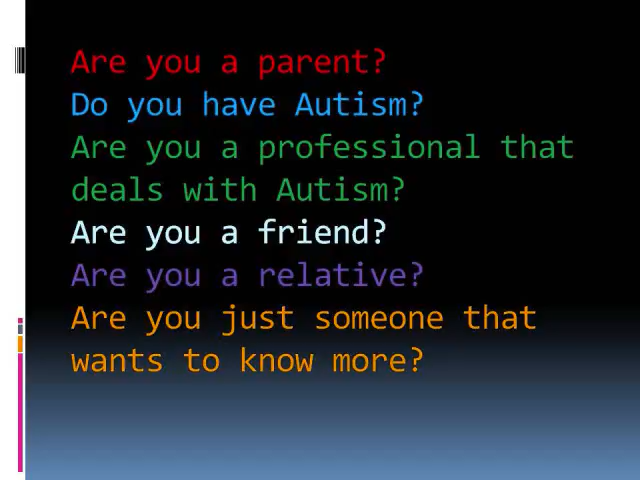 Are you a parent?
Do you have Autism?
Are you a professional that
deals with Autism?
Are you a friend?
Are you a relative?
Are you just someone that
wants to know more?